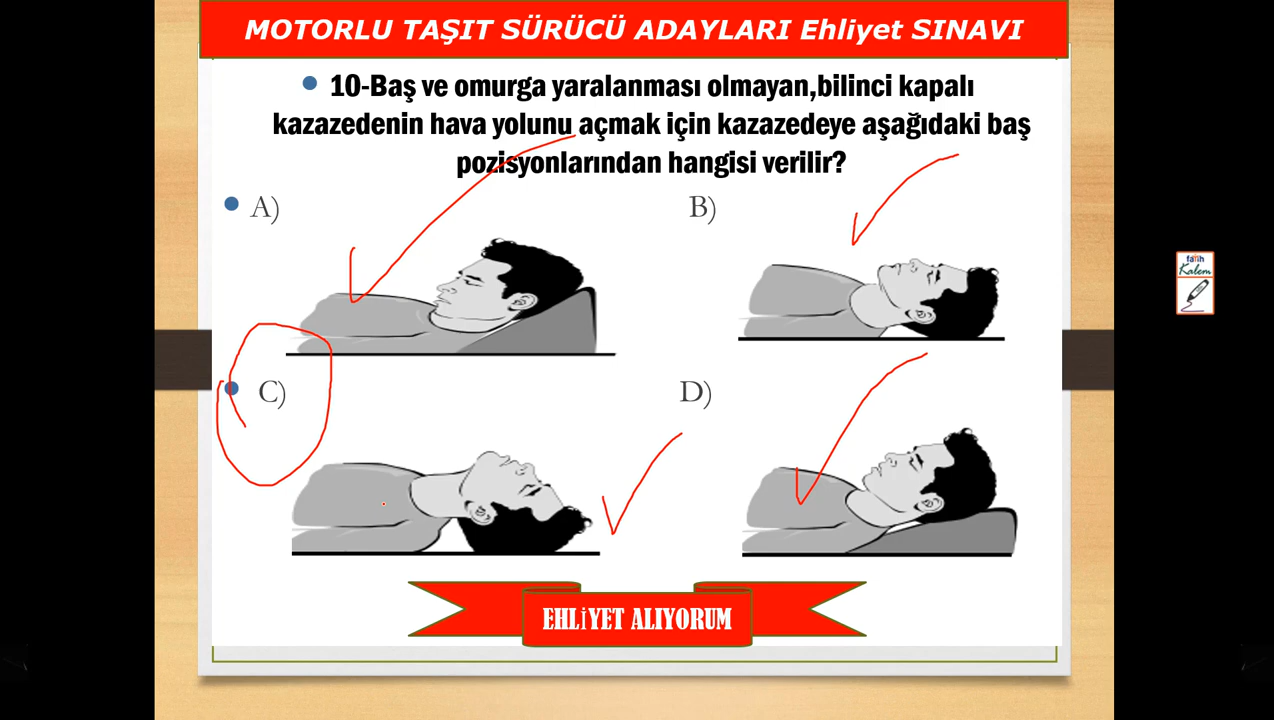 MOTORLU TAŞIT SÜRÜCÜ ADAYLARI Ehliyet SINAVI
10-Baş ve omurga yaralanması olmayan,bilinci kapalı
kazazedenin hava yolunu açmak için kazazedeye aşağıdaki baş
pozisyonlarından hangisi verilir?
A)
B)
C)
D)
EHLİYET ALIYORUM
fatih
Kalem